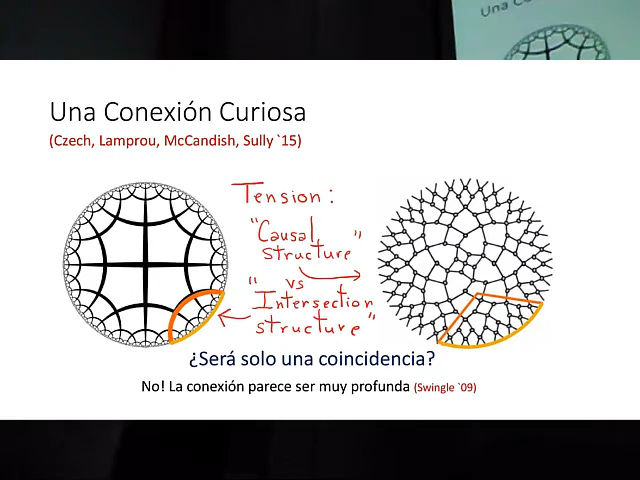 Una C
Una Conexión Curiosa
(Czech, Lamprou, McCandish, Sully `15)
Tension :
"Causal
structure"
vs
"Intersection
structure"
¿Será solo una coincidencia?
No! La conexión parece ser muy profunda (Swingle `09)